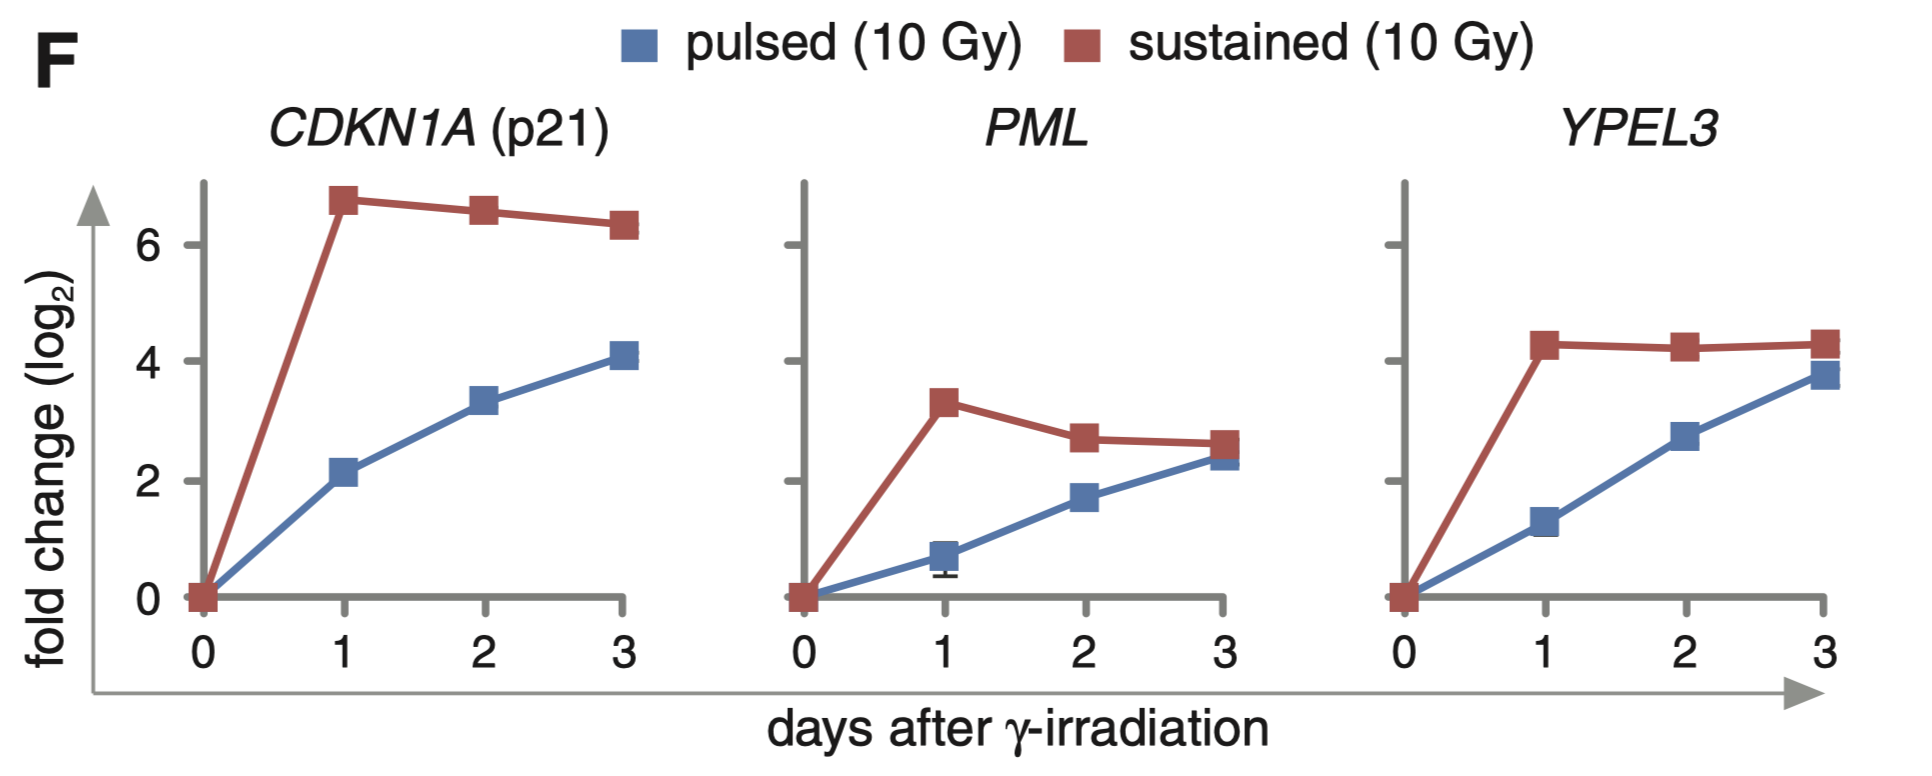 F
pulsed (10 Gy) sustained (10 Gy)
CDKN1A (p21) PML YPEL3
fold change (log₂)
6
4
2
0
0 1 2 3 0 1 2 3 0 1 2 3
days after γ-irradiation